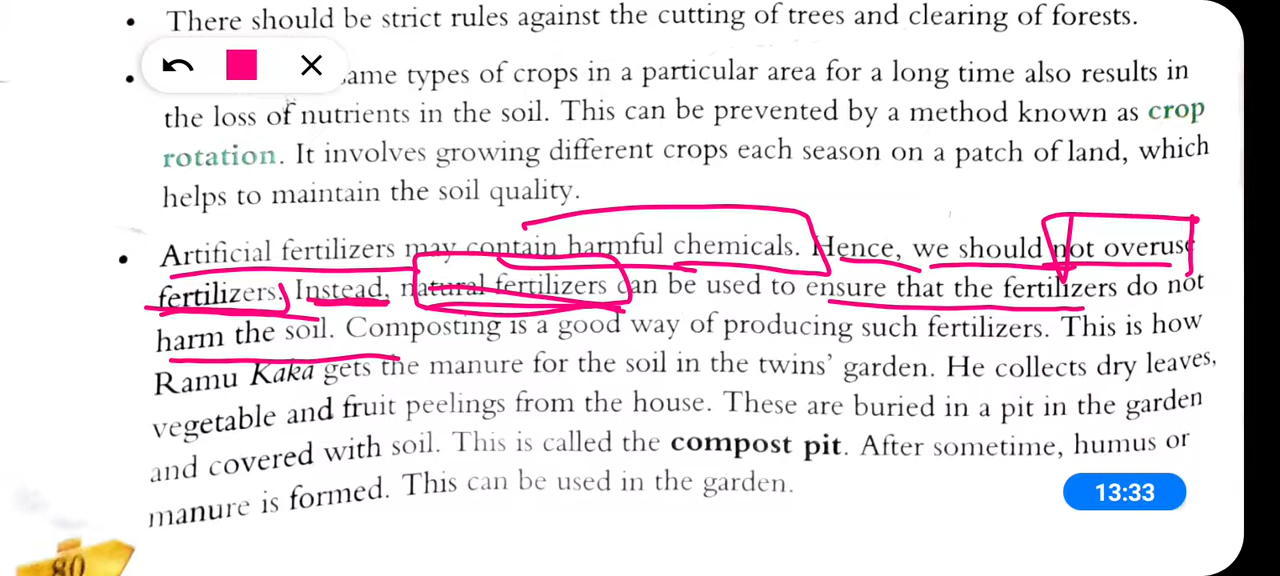 • There should be strict rules against the cutting of trees and clearing of forests.
• ame types of crops in a particular area for a long time also results in
the loss of nutrients in the soil. This can be prevented by a method known as crop
rotation. It involves growing different crops each season on a patch of land, which
helps to maintain the soil quality.
• Artificial fertilizers may contain harmful chemicals. Hence, we should not overuse
fertilizers. Instead, natural fertilizers can be used to ensure that the fertilizers do not
harm the soil. Composting is a good way of producing such fertilizers. This is how
Ramu Kaka gets the manure for the soil in the twins' garden. He collects dry leaves,
vegetable and fruit peelings from the house. These are buried in a pit in the garden
and covered with soil. This is called the compost pit. After sometime, humus or
manure is formed. This can be used in the garden.
13:33
80